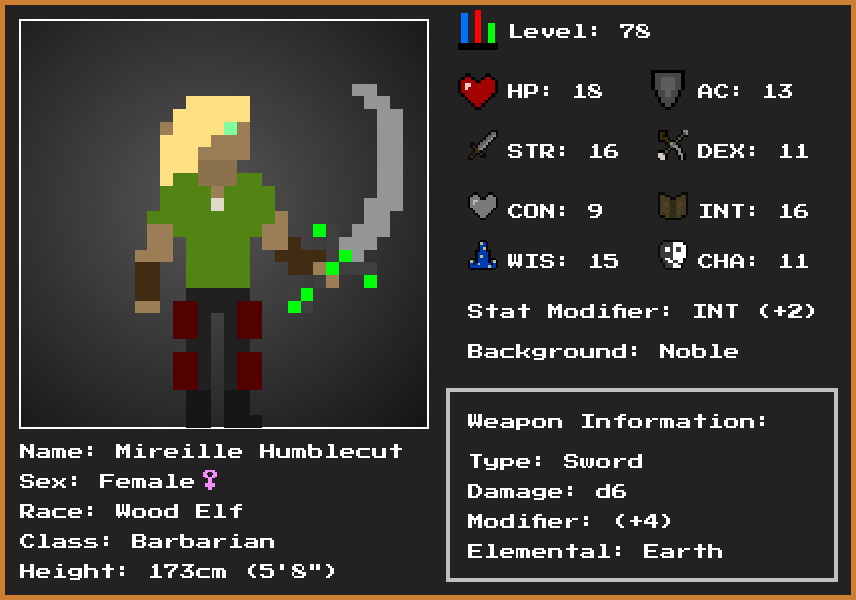 Level: 78
HP: 18
AC: 13
STR: 16
DEX: 11
CON: 9
INT: 16
WIS: 15
CHA: 11
Stat Modifier: INT (+2)
Background: Noble
Weapon Information:
Type: Sword
Damage: d6
Modifier: (+4)
Elemental: Earth
Name: Mireille Humblecut
Sex: Female♀
Race: Wood Elf
Class: Barbarian
Height: 173cm (5'8")